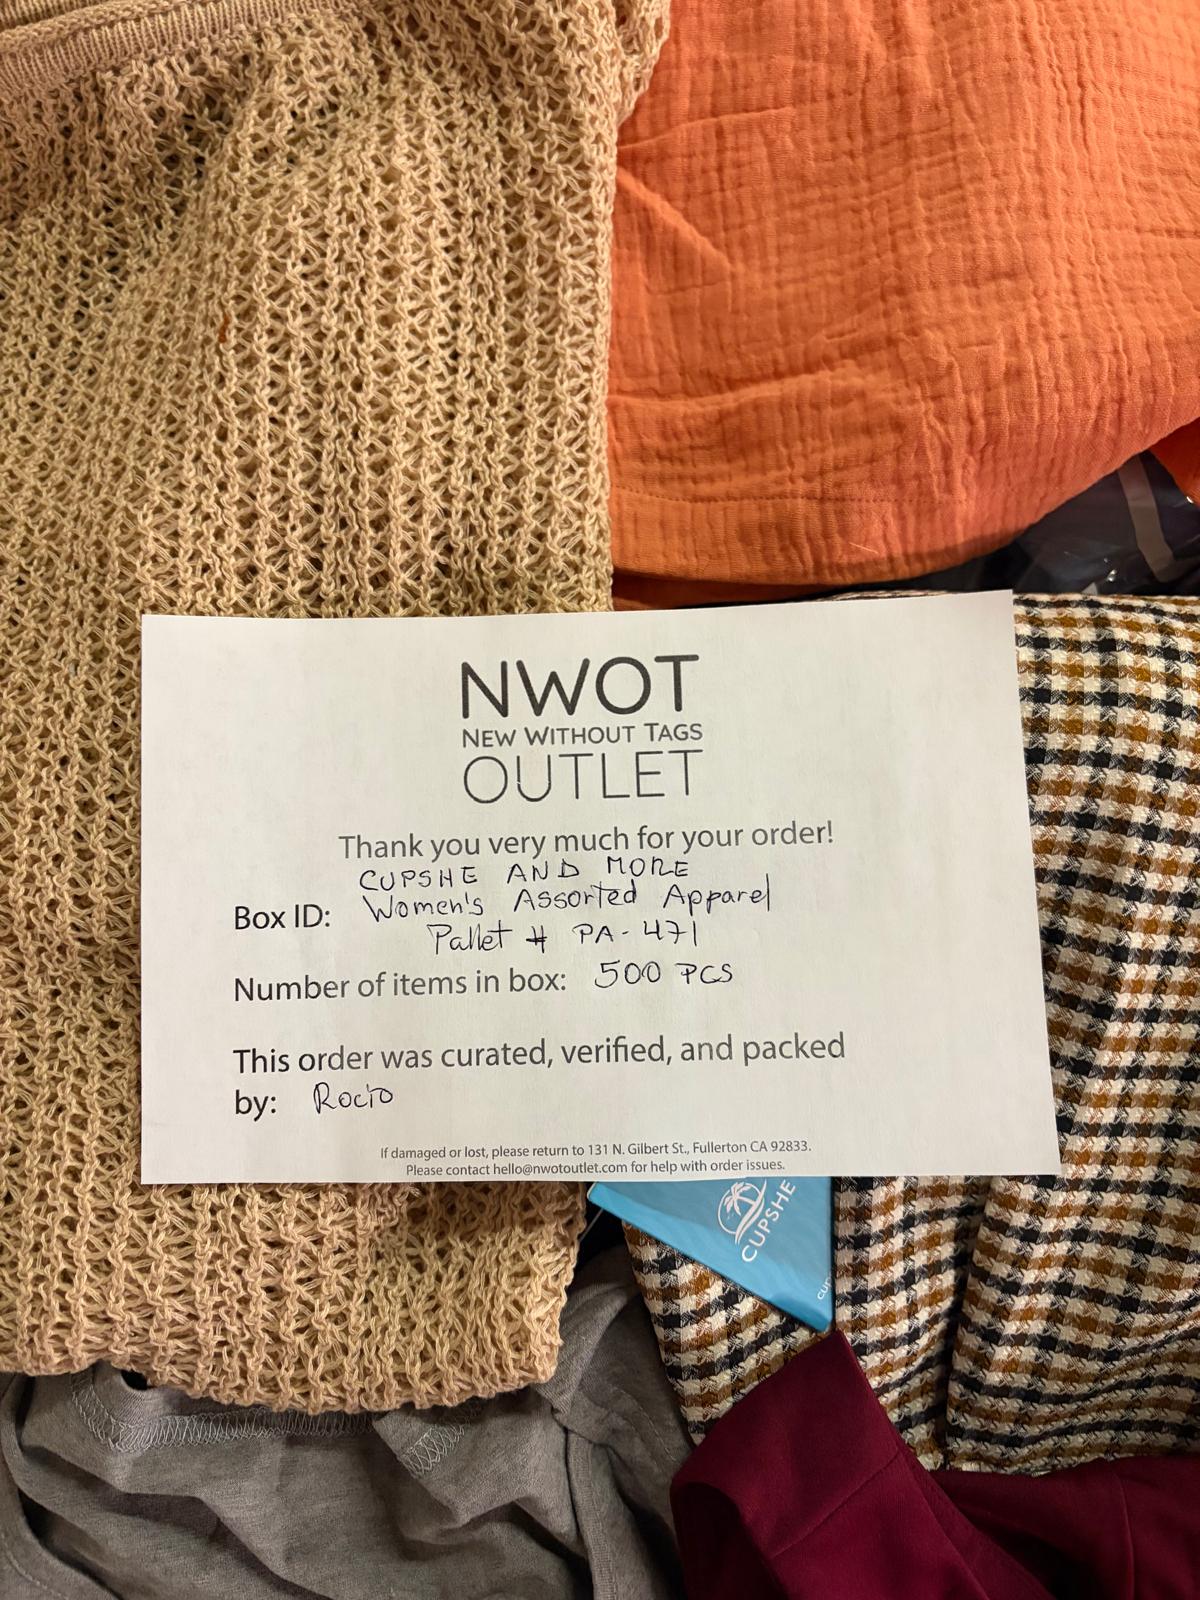 NWOT
NEW WITHOUT TAGS
OUTLET
Thank you very much for your order!
CUPSHE AND MORE
Box ID: Women's Assorted Apparel
Pallet # PA-471
Number of items in box: 500 PCS
This order was curated, verified, and packed
by: Rocio
If damaged or lost, please return to 131 N. Gilbert St., Fullerton CA 92833.
Please contact hello@nwotoutlet.com for help with order issues.
CUPSHE